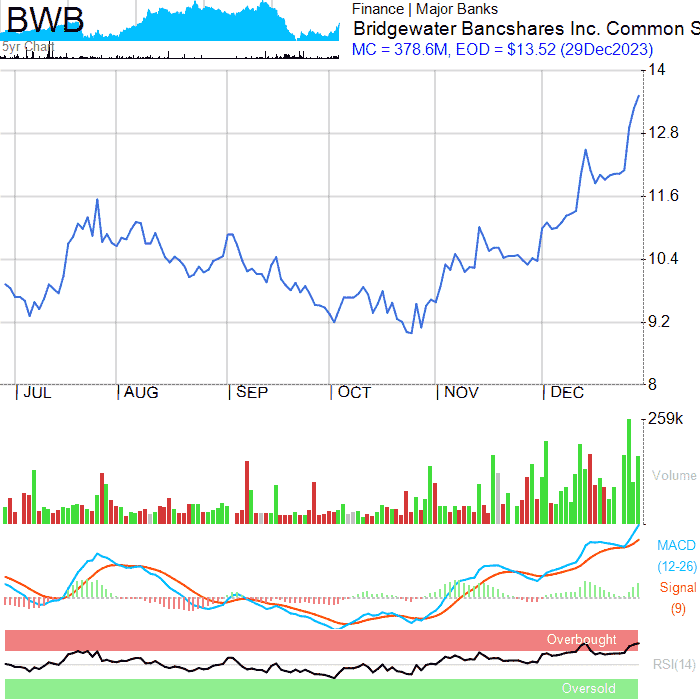 BWB
5yr Chart
Finance | Major Banks
Bridgewater Bancshares Inc. Common S
MC = 378.6M, EOD = $13.52 (29Dec2023)
14
12.8
11.6
10.4
9.2
8
JUL AUG SEP OCT NOV DEC
259k
Volume
MACD
(12-26)
Signal
(9)
Overbought
RSI(14)
Oversold